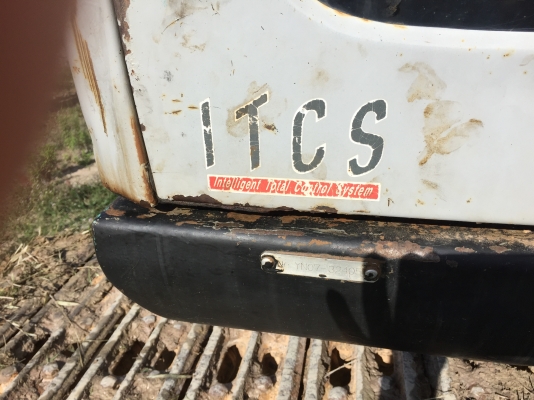 ITCS
Intelligent Total Control System